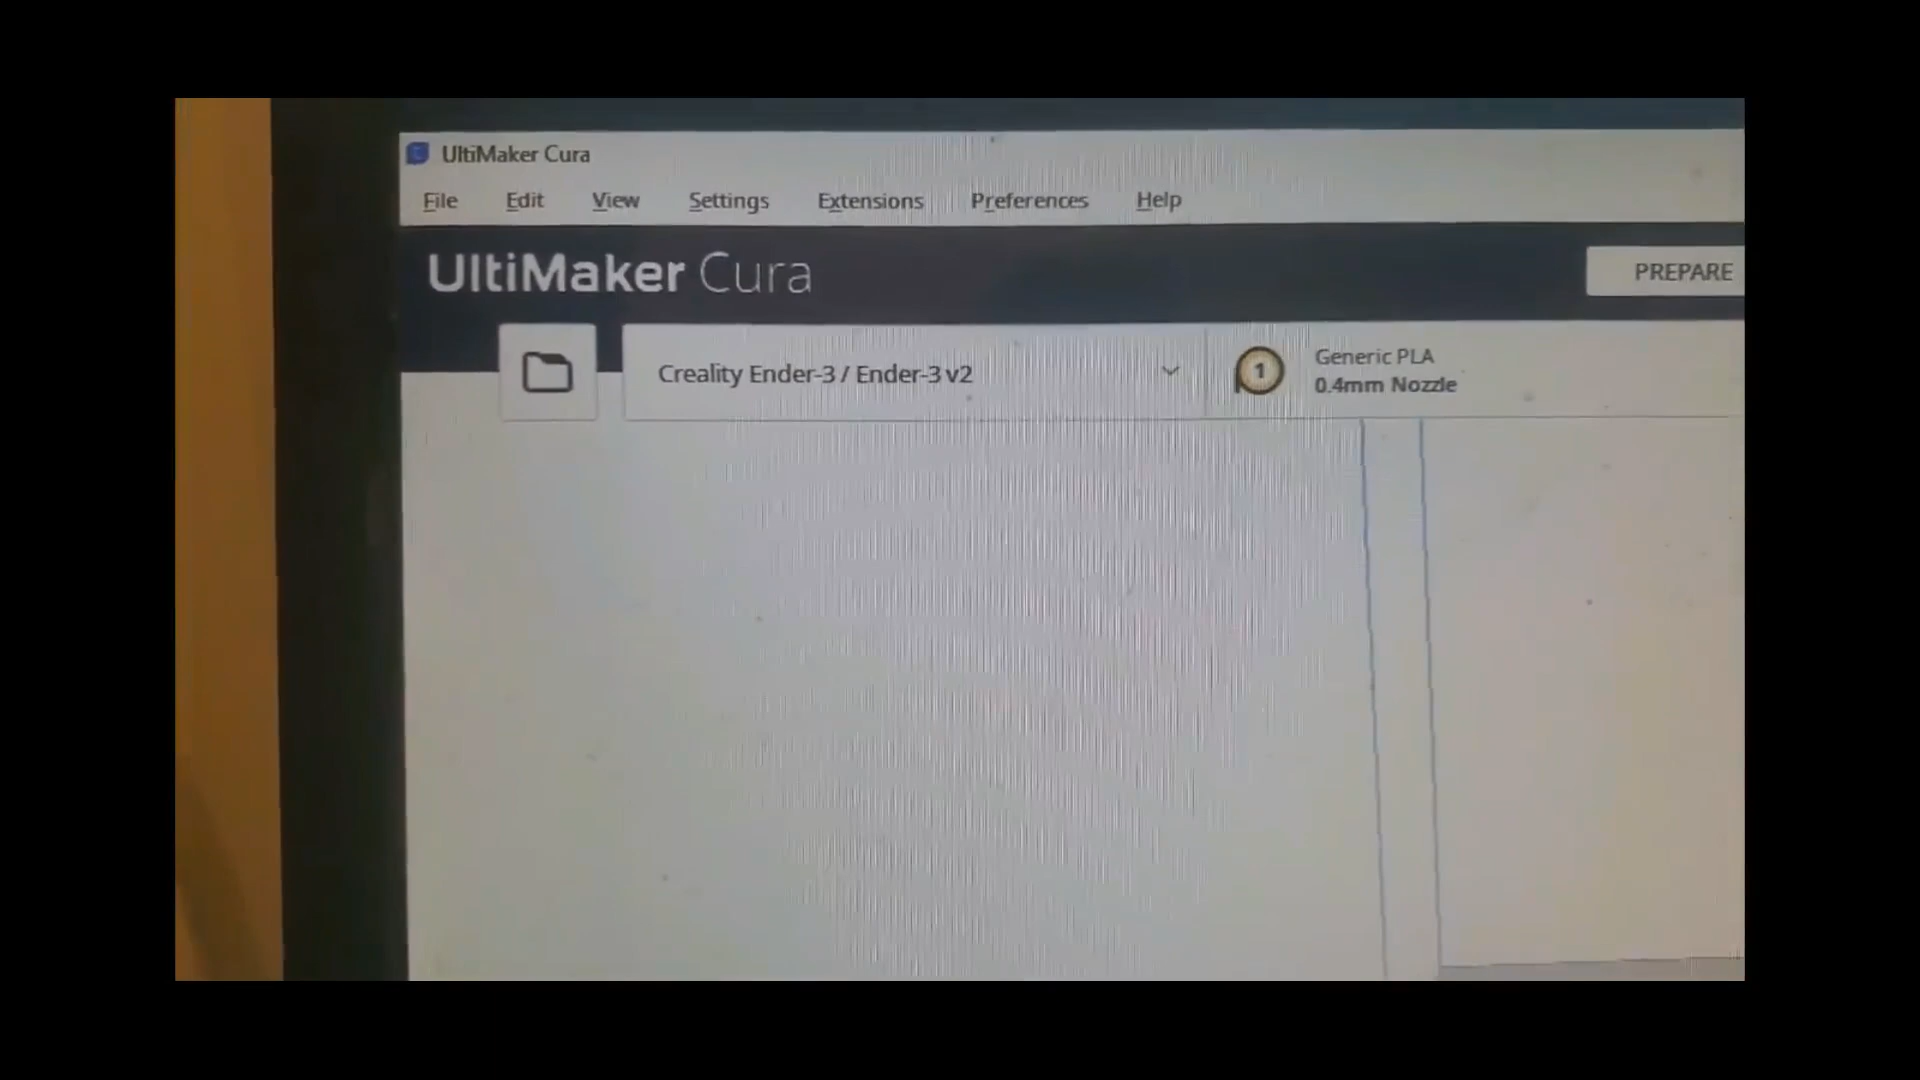 UltiMaker Cura
File Edit View Settings Extensions Preferences Help
UltiMaker Cura
PREPARE
Creality Ender-3 / Ender-3 v2
1
Generic PLA
0.4mm Nozzle